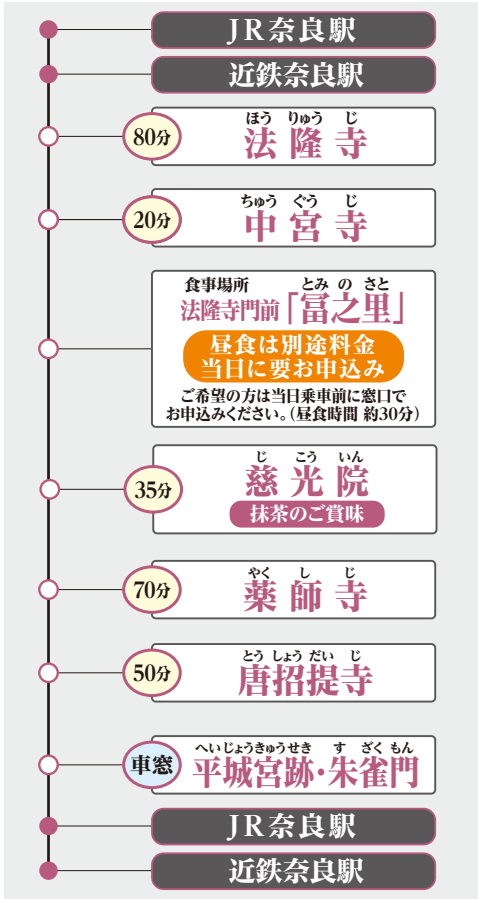 JR奈良駅
近鉄奈良駅
ほう りゅう じ
80分 法隆寺
ちゅう ぐう じ
20分 中宮寺
食事場所 とみ の さと
法隆寺門前「冨之里」
昼食は別途料金
当日に要お申込み
ご希望の方は当日乗車前に窓口で
お申込みください。(昼食時間 約30分)
じ こう いん
35分 慈光院
抹茶のご賞味
やく し じ
70分 薬師寺
とう しょう だい じ
50分 唐招提寺
へいじょうきゅうせき す ざく もん
車窓 平城宮跡・朱雀門
JR奈良駅
近鉄奈良駅